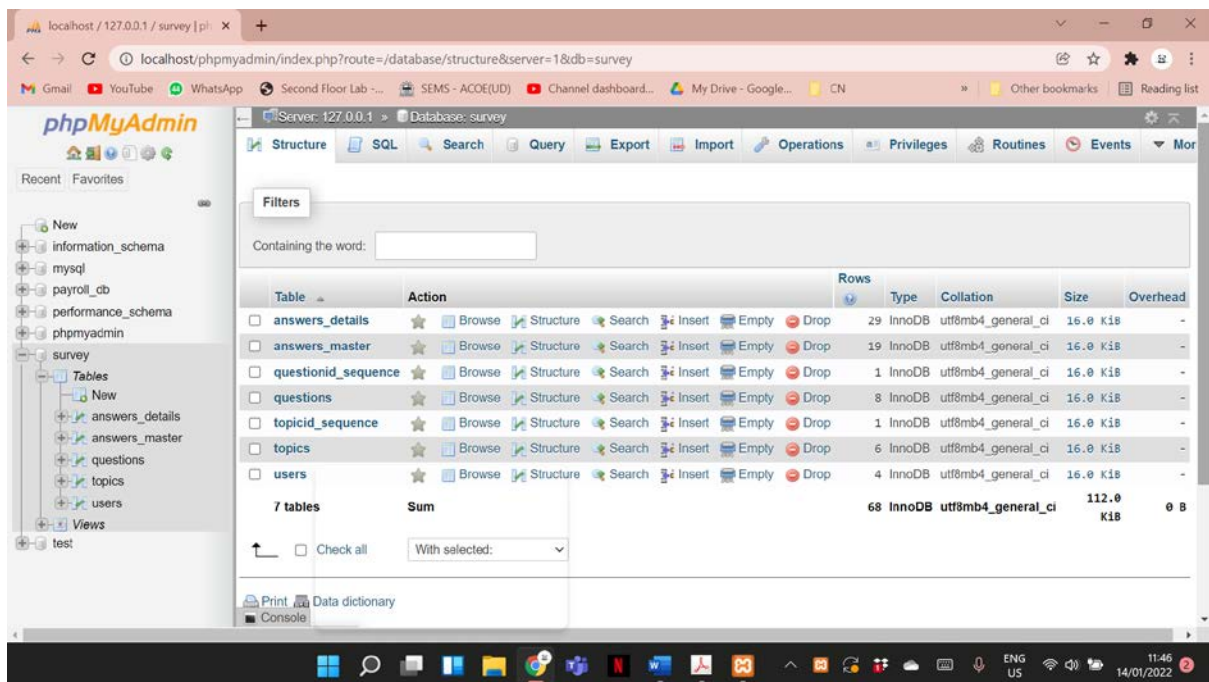 localhost / 127.0.0.1 / survey | ph
localhost/phpmyadmin/index.php?route=/database/structure&server=1&db=survey
Gmail YouTube WhatsApp Second Floor Lab -... SEMS - ACOE(UD) Channel dashboard... My Drive - Google... CN » Other bookmarks Reading list
phpMyAdmin
Recent Favorites
New
information_schema
mysql
payroll_db
performance_schema
phpmyadmin
survey
Tables
New
answers_details
answers_master
questions
topics
users
Views
test
Server: 127.0.0.1 » Database: survey
Structure SQL Search Query Export Import Operations Privileges Routines Events Mor
Filters
Containing the word:
Table Action Rows Type Collation Size Overhead
answers_details Browse Structure Search Insert Empty Drop 29 InnoDB utf8mb4_general_ci 16.0 KiB -
answers_master Browse Structure Search Insert Empty Drop 19 InnoDB utf8mb4_general_ci 16.0 KiB -
questionid_sequence Browse Structure Search Insert Empty Drop 1 InnoDB utf8mb4_general_ci 16.0 KiB -
questions Browse Structure Search Insert Empty Drop 8 InnoDB utf8mb4_general_ci 16.0 KiB -
topicid_sequence Browse Structure Search Insert Empty Drop 1 InnoDB utf8mb4_general_ci 16.0 KiB -
topics Browse Structure Search Insert Empty Drop 6 InnoDB utf8mb4_general_ci 16.0 KiB -
users Browse Structure Search Insert Empty Drop 4 InnoDB utf8mb4_general_ci 16.0 KiB -
7 tables Sum 68 InnoDB utf8mb4_general_ci 112.0 KiB 0 B
Check all With selected:
Print Data dictionary
Console
ENG US 11:46 14/01/2022 2